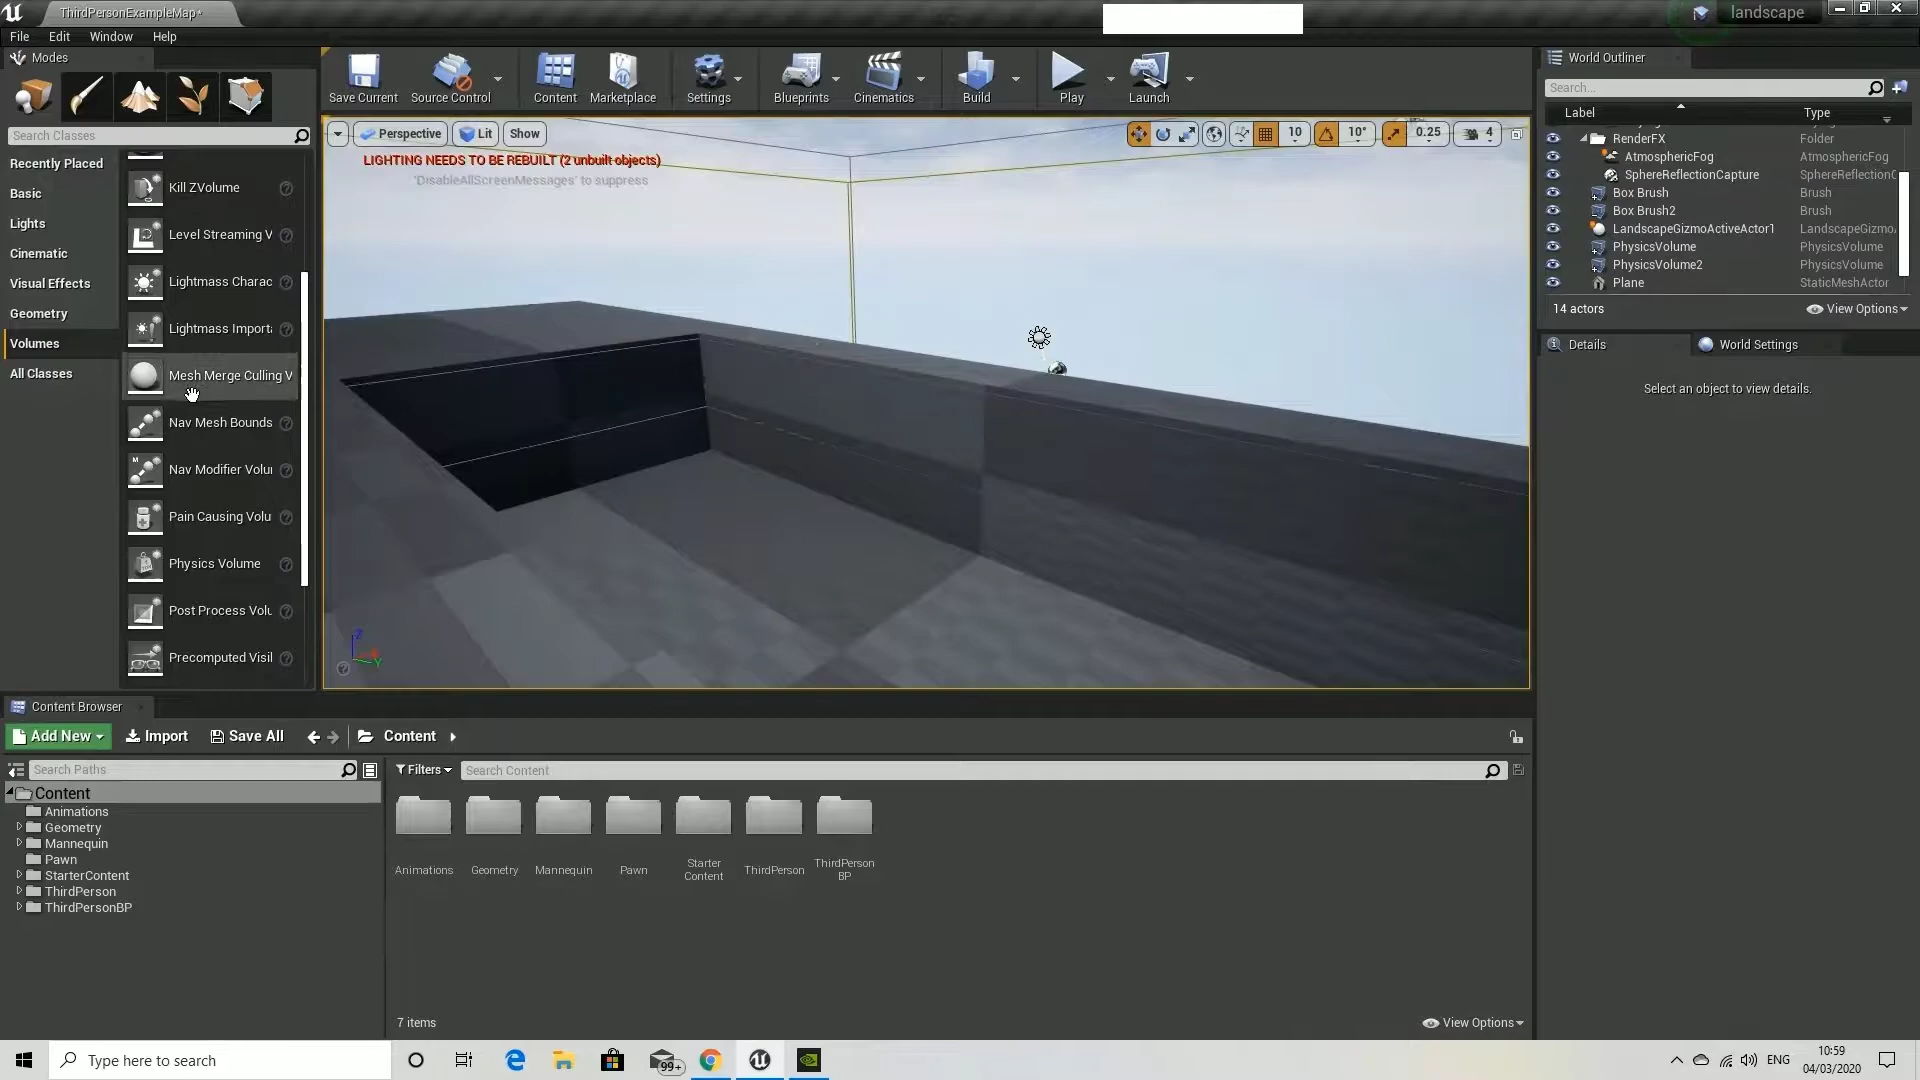 ThirdPersonExampleMap*
landscape
File Edit Window Help
Modes
Search Classes
Recently Placed
Basic
Lights
Cinematic
Visual Effects
Geometry
Volumes
All Classes
Kill ZVolume
Level Streaming V
Lightmass Charac
Lightmass Importa
Mesh Merge Culling V
Nav Mesh Bounds
Nav Modifier Volu
Pain Causing Volu
Physics Volume
Post Process Volu
Precomputed Visil
Save Current Source Control Content Marketplace Settings Blueprints Cinematics Build Play Launch
Perspective Lit Show
10 10° 0.25 4
LIGHTING NEEDS TO BE REBUILT (2 unbuilt objects)
'DisableAllScreenMessages' to suppress
World Outliner
Search...
Label Type
RenderFX Folder
AtmosphericFog AtmosphericFog
SphereReflectionCapture SphereReflectionC
Box Brush Brush
Box Brush2 Brush
LandscapeGizmoActiveActor1 LandscapeGizmo
PhysicsVolume PhysicsVolume
PhysicsVolume2 PhysicsVolume
Plane StaticMeshActor
14 actors View Options
Details World Settings
Select an object to view details.
Content Browser
Add New Import Save All Content
Search Paths
Content
Animations
Geometry
Mannequin
Pawn
StarterContent
ThirdPerson
ThirdPersonBP
Filters Search Content
Animations Geometry Mannequin Pawn Starter Content ThirdPerson ThirdPerson BP
7 items View Options
Type here to search
99+
ENG
10:59
04/03/2020